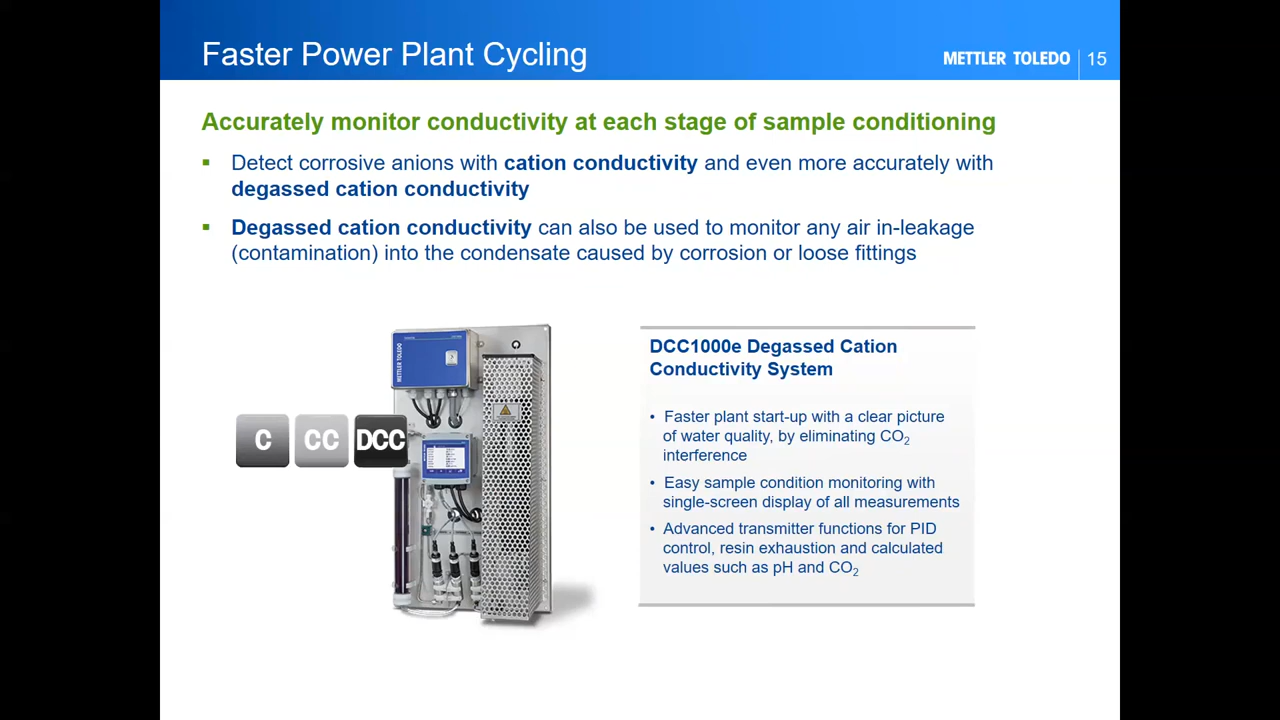 Faster Power Plant Cycling
METTLER TOLEDO
15
Accurately monitor conductivity at each stage of sample conditioning
Detect corrosive anions with cation conductivity and even more accurately with
degassed cation conductivity
Degassed cation conductivity can also be used to monitor any air in-leakage
(contamination) into the condensate caused by corrosion or loose fittings
METTLER TOLEDO
C
CC
DCC
DCC1000e Degassed Cation
Conductivity System
• Faster plant start-up with a clear picture
of water quality, by eliminating CO₂
interference
• Easy sample condition monitoring with
single-screen display of all measurements
• Advanced transmitter functions for PID
control, resin exhaustion and calculated
values such as pH and CO₂